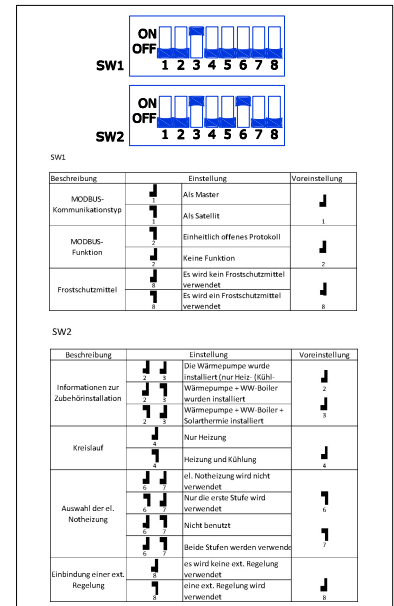 ON
OFF
SW1 1 2 3 4 5 6 7 8
ON
OFF
SW2 1 2 3 4 5 6 7 8
SW1
Beschreibung Einstellung Voreinstellung
MODBUS-
Kommunikationstyp
1 Als Master
1 Als Satellit
1
MODBUS-
Funktion
2 Einheitlich offenes Protokoll
2 Keine Funktion
2
Frostschutzmittel
8 Es wird kein Frostschutzmittel
verwendet
8 Es wird ein Frostschutzmittel
verwendet
8
SW2
Beschreibung Einstellung Voreinstellung
Informationen zur
Zubehörinstallation
2 3 Die Wärmepumpe wurde
installiert (nur Heiz- (Kühl-
2 3 Wärmepumpe + WW-Boiler
wurden installiert
2 3 Wärmepumpe + WW-Boiler +
Solarthermie installiert
2
3
Kreislauf
4 Nur Heizung
4 Heizung und Kühlung
4
Auswahl der el.
Notheizung
6 7 el. Notheizung wird nicht
verwendet
6 7 Nur die erste Stufe wird
verwendet
6 7 Nicht benutzt
6 7 Beide Stufen werden verwende
6
7
Einbindung einer ext.
Regelung
8 es wird keine ext. Regelung
verwendet
8 eine ext. Regelung wird
verwendet
8